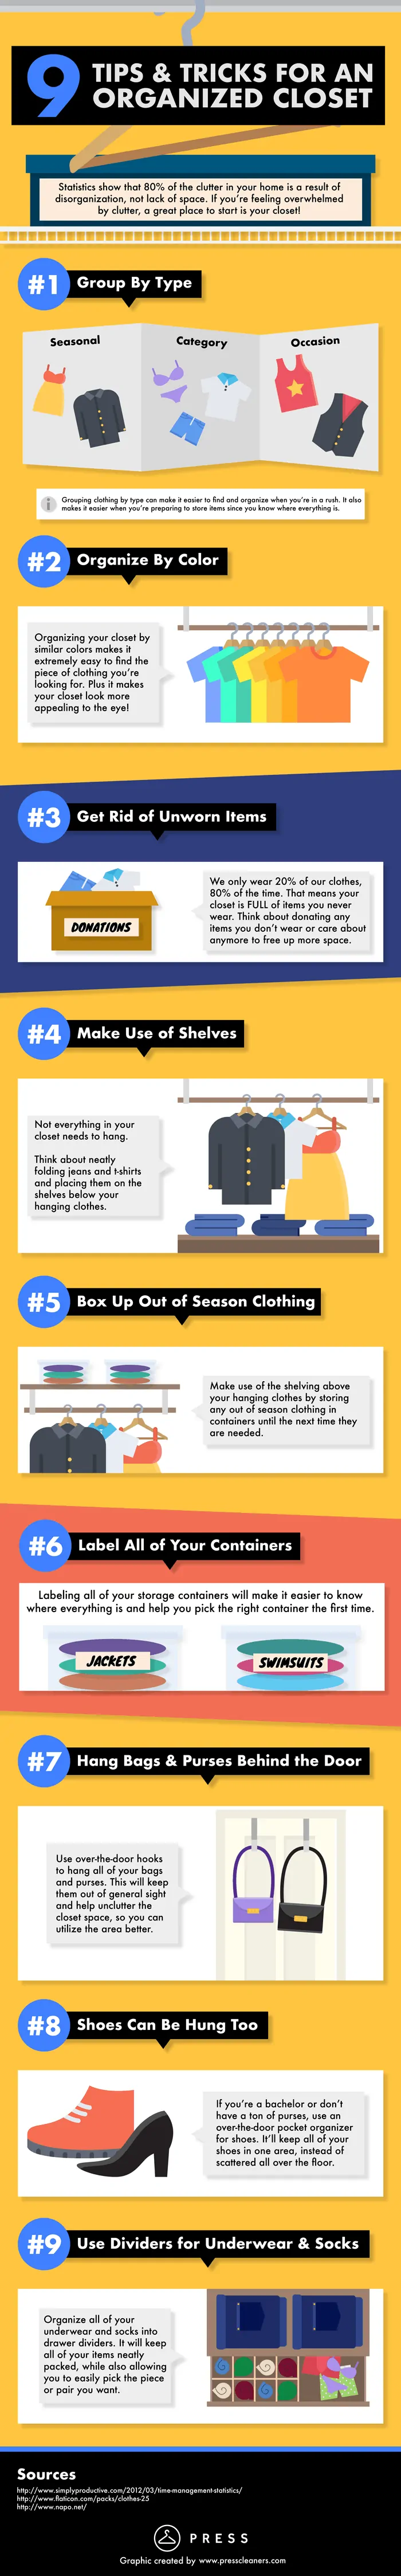 9 TIPS & TRICKS FOR AN
ORGANIZED CLOSET
Statistics show that 80% of the clutter in your home is a result of
disorganization, not lack of space. If you're feeling overwhelmed
by clutter, a great place to start is your closet!
#1 Group By Type
Seasonal
Category
Occasion
Grouping clothing by type can make it easier to find and organize when you're in a rush. It also
makes it easier when you're preparing to store items since you know where everything is.
#2 Organize By Color
Organizing your closet by
similar colors makes it
extremely easy to find the
piece of clothing you're
looking for. Plus it makes
your closet look more
appealing to the eye!
#3 Get Rid of Unworn Items
DONATIONS
We only wear 20% of our clothes,
80% of the time. That means your
closet is FULL of items you never
wear. Think about donating any
items you don't wear or care about
anymore to free up more space.
#4 Make Use of Shelves
Not everything in your
closet needs to hang.
Think about neatly
folding jeans and t-shirts
and placing them on the
shelves below your
hanging clothes.
#5 Box Up Out of Season Clothing
Make use of the shelving above
your hanging clothes by storing
any out of season clothing in
containers until the next time they
are needed.
#6 Label All of Your Containers
Labeling all of your storage containers will make it easier to know
where everything is and help you pick the right container the first time.
JACKETS
SWIMSUITS
#7 Hang Bags & Purses Behind the Door
Use over-the-door hooks
to hang all of your bags
and purses. This will keep
them out of general sight
and help unclutter the
closet space, so you can
utilize the area better.
#8 Shoes Can Be Hung Too
If you're a bachelor or don't
have a ton of purses, use an
over-the-door pocket organizer
for shoes. It'll keep all of your
shoes in one area, instead of
scattered all over the floor.
#9 Use Dividers for Underwear & Socks
Organize all of your
underwear and socks into
drawer dividers. It will keep
all of your items neatly
packed, while also allowing
you to easily pick the piece
or pair you want.
Sources
http://www.simplyproductive.com/2012/03/time-management-statistics/
http://www.flaticon.com/packs/clothes-25
http://www.napo.net/
PRESS
Graphic created by www.presscleaners.com